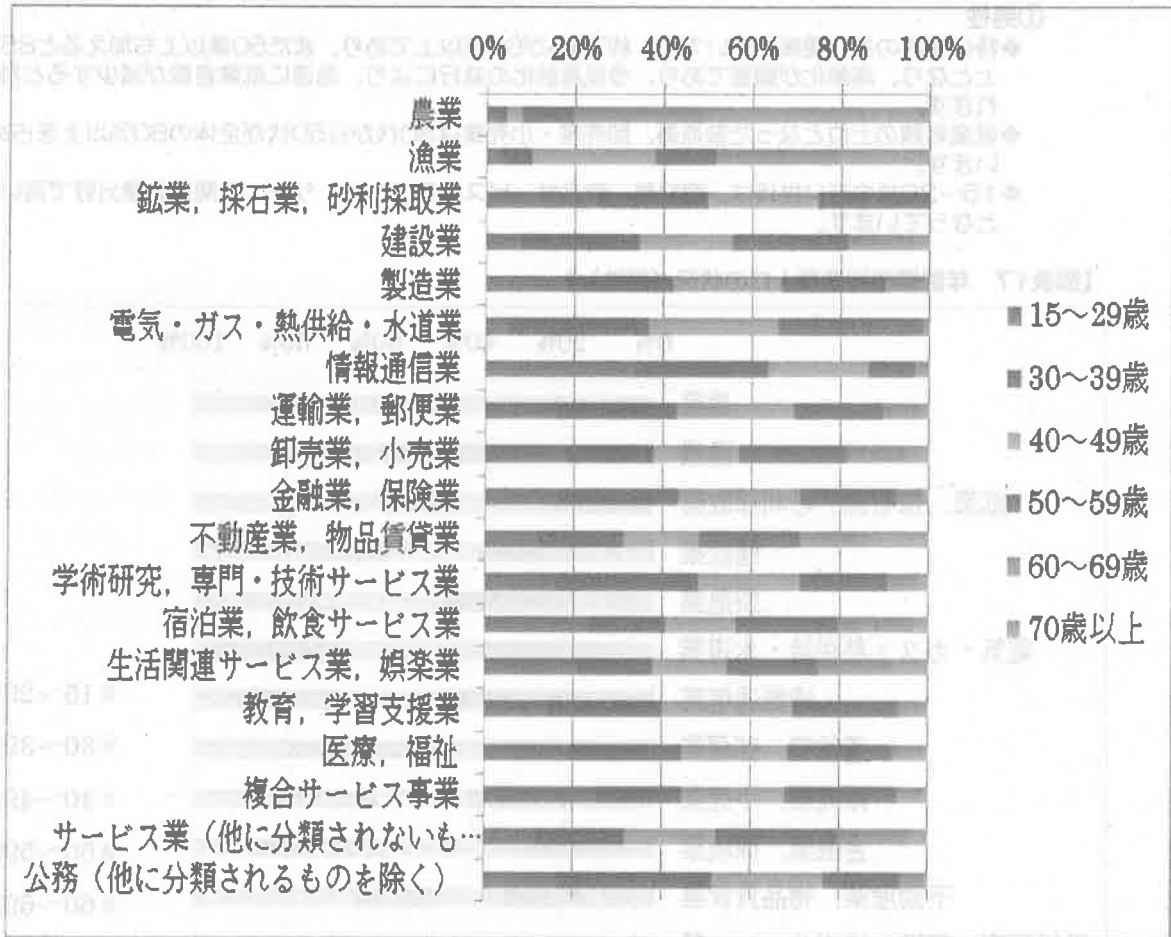 0% 20% 40% 60% 80% 100%
農業
漁業
鉱業，採石業，砂利採取業
建設業
製造業
電気・ガス・熱供給・水道業
情報通信業
運輸業，郵便業
卸売業，小売業
金融業，保険業
不動産業，物品賃貸業
学術研究，専門・技術サービス業
宿泊業，飲食サービス業
生活関連サービス業，娯楽業
教育，学習支援業
医療，福祉
複合サービス事業
サービス業（他に分類されないも…
公務（他に分類されるものを除く）
15～29歳
30～39歳
40～49歳
50～59歳
60～69歳
70歳以上